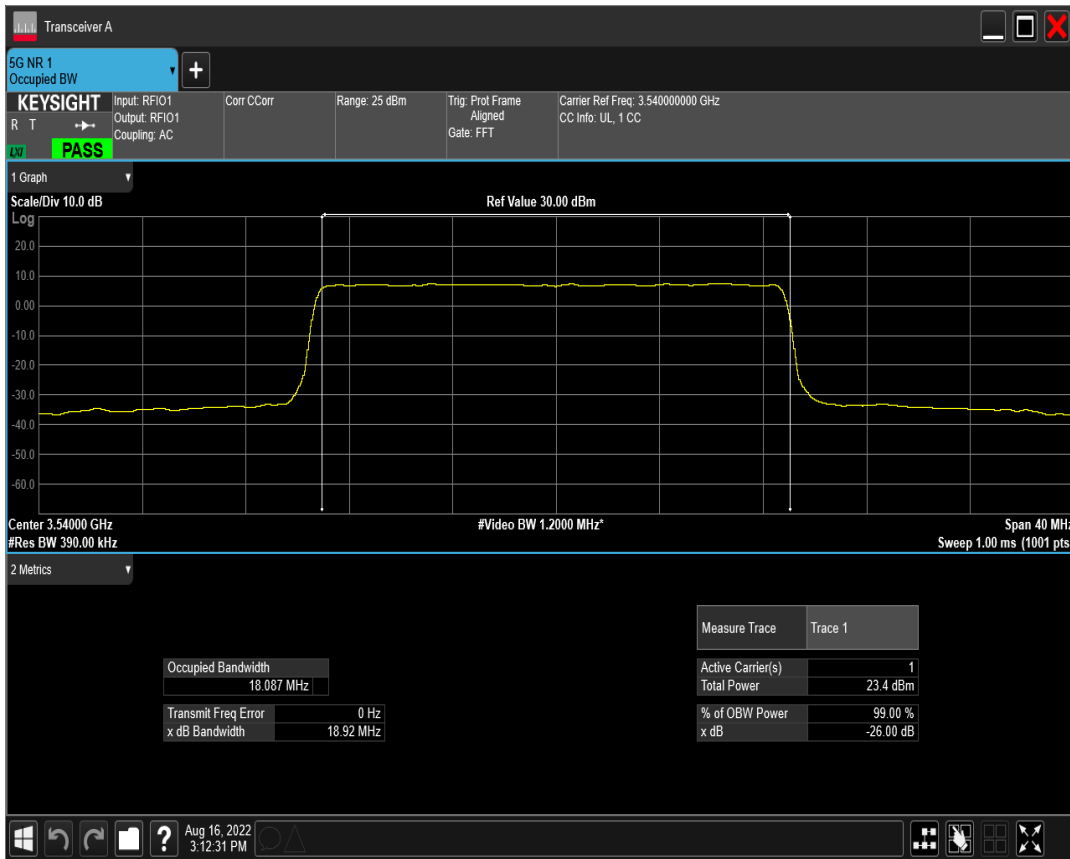 Transceiver A
5G NR 1
Occupied BW
KEYSIGHT
R T
LXI
PASS
Input: RFIO1
Output: RFIO1
Coupling: AC
Corr CCorr
Range: 25 dBm
Trig: Prot Frame
Aligned
Gate: FFT
Carrier Ref Freq: 3.540000000 GHz
CC Info: UL, 1 CC
1 Graph
Scale/Div 10.0 dB
Ref Value 30.00 dBm
Log
20.0
10.0
0.00
-10.0
-20.0
-30.0
-40.0
-50.0
-60.0
Center 3.54000 GHz
#Video BW 1.2000 MHz*
Span 40 MHz
#Res BW 390.00 kHz
Sweep 1.00 ms (1001 pts
2 Metrics
Measure Trace Trace 1
Occupied Bandwidth
18.087 MHz
Active Carrier(s) 1
Total Power 23.4 dBm
Transmit Freq Error 0 Hz
x dB Bandwidth 18.92 MHz
% of OBW Power 99.00 %
x dB -26.00 dB
?
Aug 16, 2022
3:12:31 PM